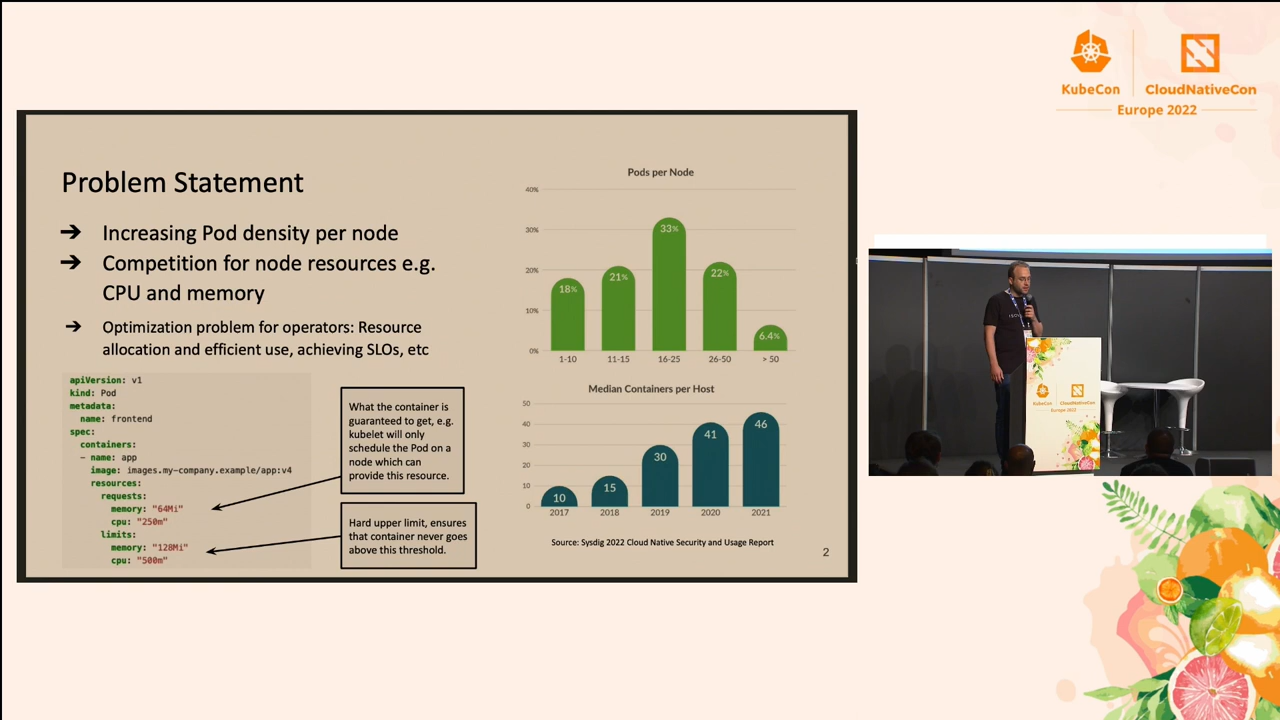 KubeCon
CloudNativeCon
Europe 2022
Problem Statement
➔ Increasing Pod density per node
➔ Competition for node resources e.g.
CPU and memory
➔ Optimization problem for operators: Resource
allocation and efficient use, achieving SLOs, etc
apiVersion: v1
kind: Pod
metadata:
name: frontend
spec:
containers:
- name: app
image: images.my-company.example/app:v4
resources:
requests:
memory: "64Mi"
cpu: "250m"
limits:
memory: "128Mi"
cpu: "500m"
What the container is
guaranteed to get, e.g.
kubelet will only
schedule the Pod on a
node which can
provide this resource.
Hard upper limit, ensures
that container never goes
above this threshold.
Pods per Node
40%
30%
20%
10%
0%
18%
21%
33%
22%
6.4%
1-10 11-15 16-25 26-50 > 50
Median Containers per Host
50
40
30
20
10
0
10
15
30
41
46
2017 2018 2019 2020 2021
Source: Sysdig 2022 Cloud Native Security and Usage Report
2
KubeCon
CloudNativeCon
Europe 2022